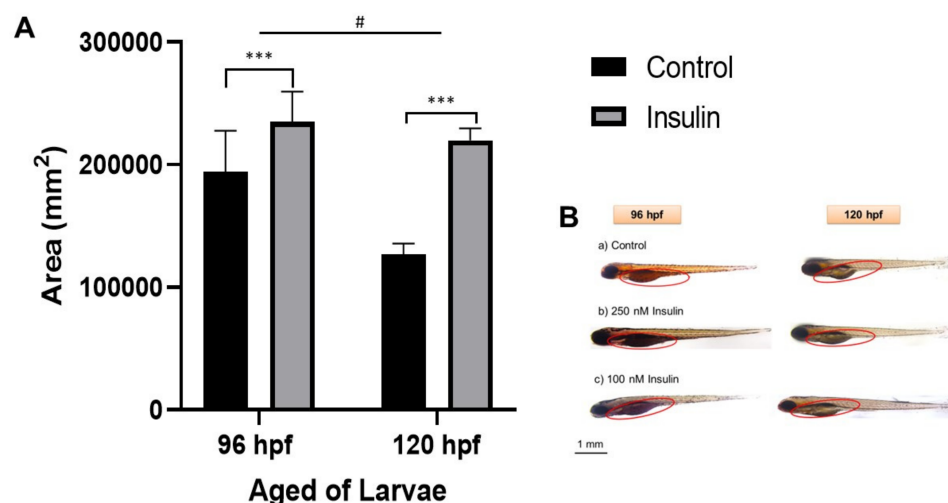 A
300000
200000
100000
0
Area (mm²)
#
***
***
96 hpf
120 hpf
Aged of Larvae
Control
Insulin
B
96 hpf
120 hpf
a) Control
b) 250 nM Insulin
c) 100 nM Insulin
1 mm